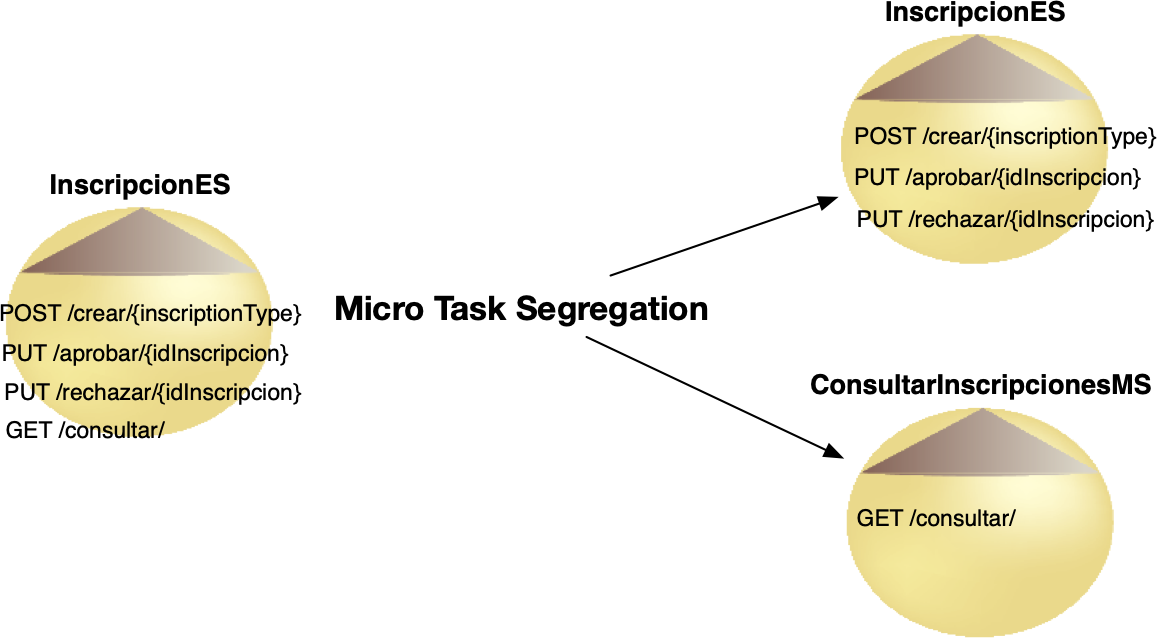 InscripcionES
POST /crear/{inscriptionType}
PUT /aprobar/{idInscripcion}
PUT /rechazar/{idInscripcion}
GET /consultar/
Micro Task Segregation
InscripcionES
POST /crear/{inscriptionType}
PUT /aprobar/{idInscripcion}
PUT /rechazar/{idInscripcion}
ConsultarInscripcionesMS
GET /consultar/